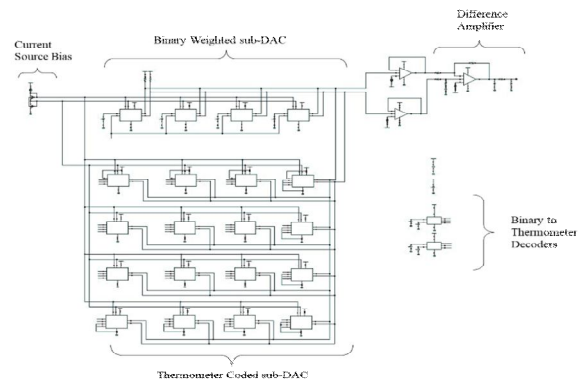 Difference
Amplifier
Binary Weighted sub-DAC
Current
Source Bias
Binary to
Thermometer
Decoders
Thermometer Coded sub-DAC